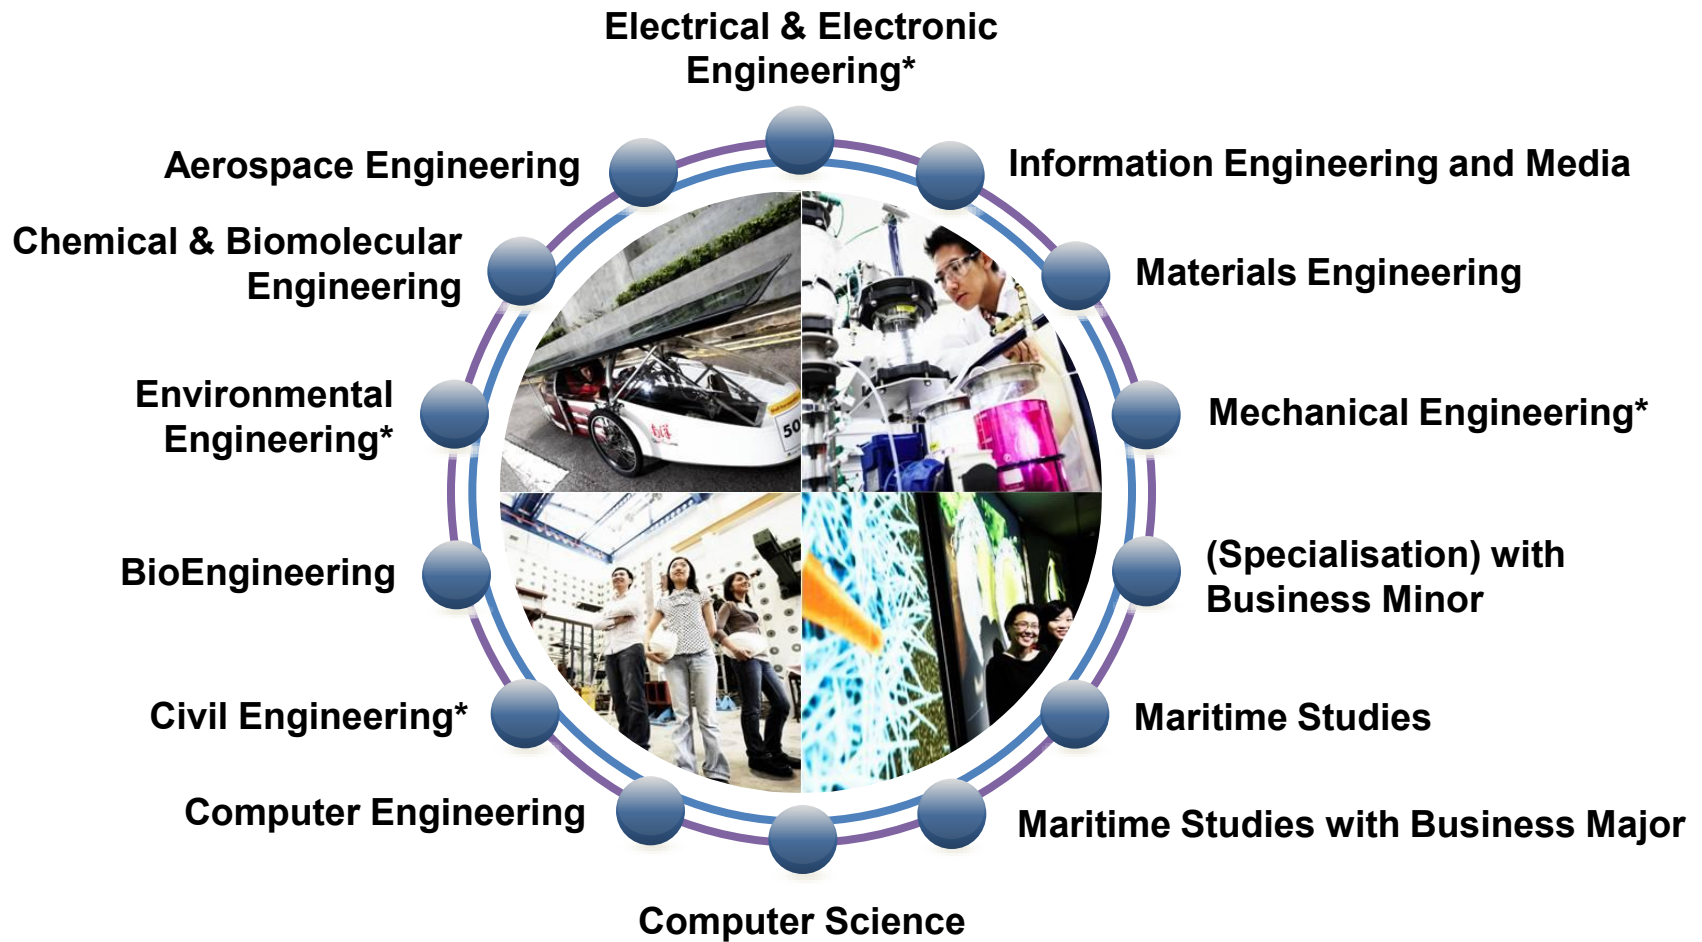 Electrical & Electronic
Engineering*
Information Engineering and Media
Materials Engineering
Mechanical Engineering*
(Specialisation) with
Business Minor
Maritime Studies
Maritime Studies with Business Major
Computer Science
Computer Engineering
Civil Engineering*
BioEngineering
Environmental
Engineering*
Chemical & Biomolecular
Engineering
Aerospace Engineering
50